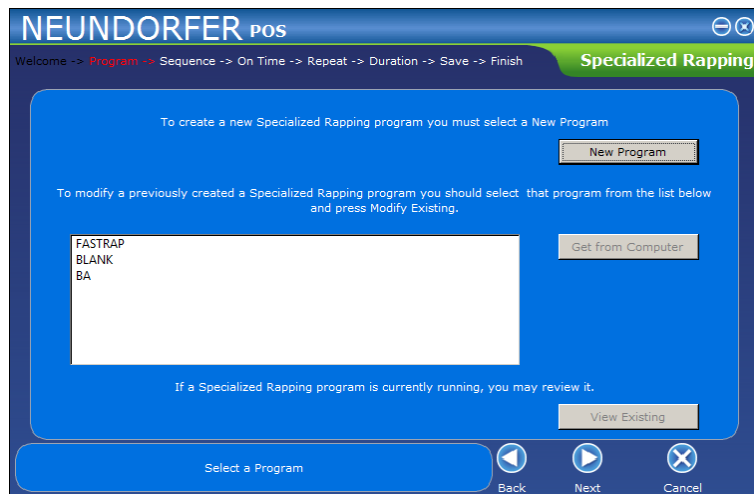 NEUNDORFER POS
Welcome -> Program -> Sequence -> On Time -> Repeat -> Duration -> Save -> Finish
Specialized Rapping
To create a new Specialized Rapping program you must select a New Program
New Program
To modify a previously created a Specialized Rapping program you should select that program from the list below
and press Modify Existing.
FASTRAP
BLANK
BA
Get from Computer
If a Specialized Rapping program is currently running, you may review it.
View Existing
Select a Program
Back
Next
Cancel